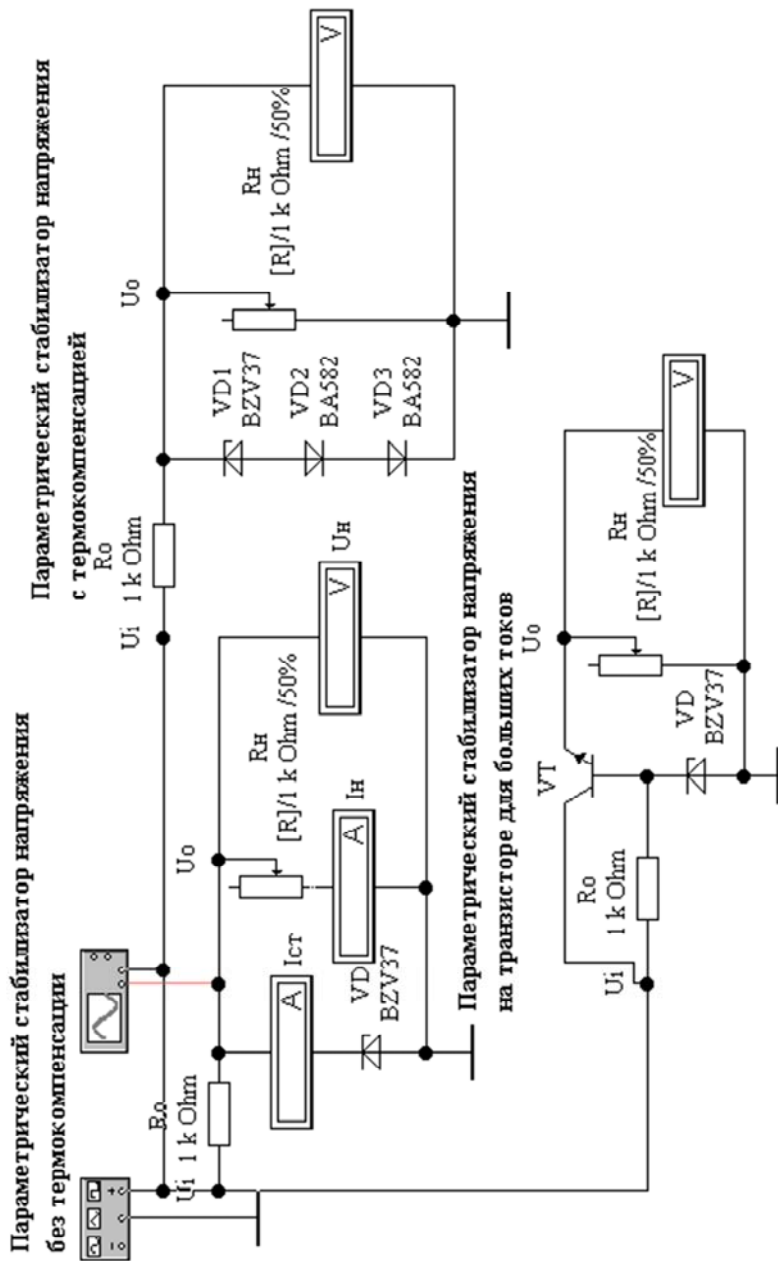 Параметрический стабилизатор напряжения
без термокомпенсации
Ui
Ro
1 k Ohm
A
Iст
VD
BZV37
Uo
Rн
[R]/1 k Ohm /50%
A
Iн
V
Uн
Параметрический стабилизатор напряжения
с термокомпенсацией
Ui
Ro
1 k Ohm
VD1
BZV37
VD2
BA582
VD3
BA582
Uo
Rн
[R]/1 k Ohm /50%
V
Параметрический стабилизатор напряжения
на транзисторе для больших токов
Ui
Ro
1 k Ohm
VT
VD
BZV37
Uo
Rн
[R]/1 k Ohm /50%
V